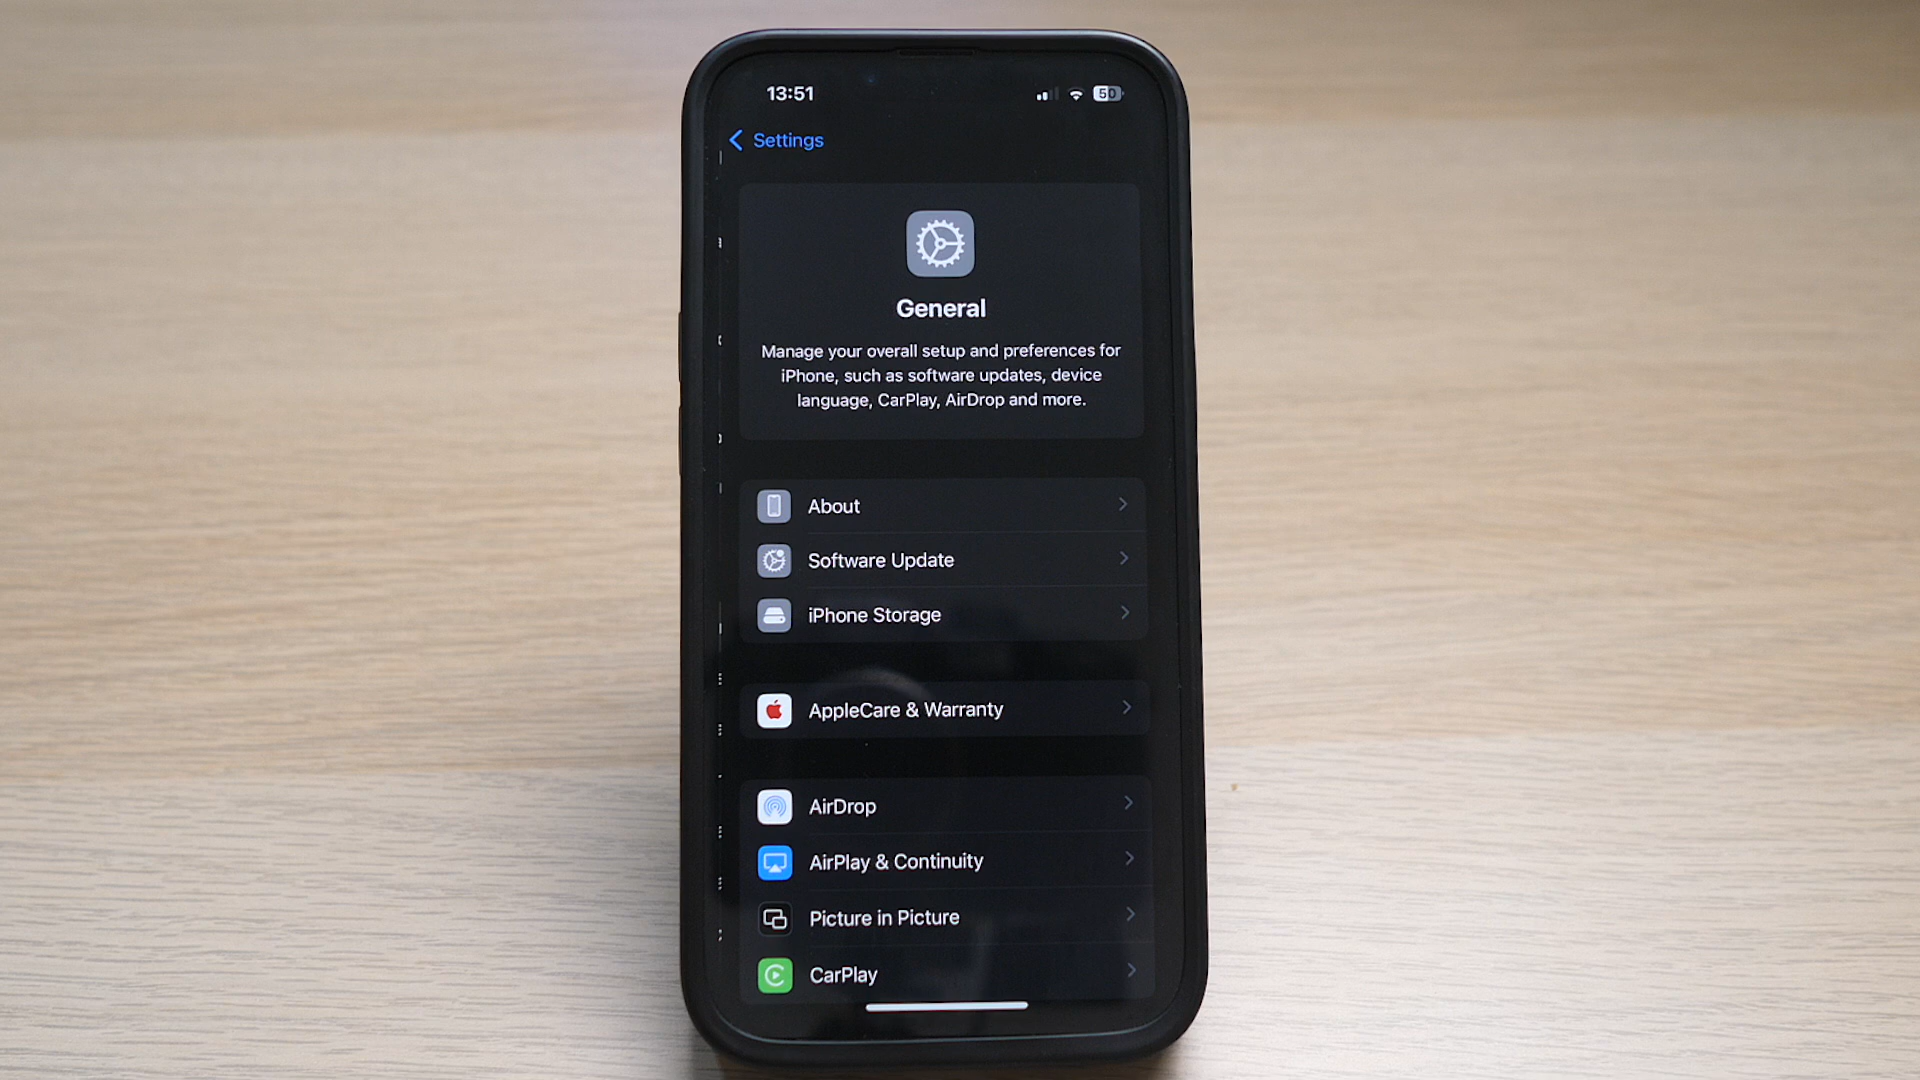 13:51
50
Settings
General
Manage your overall setup and preferences for
iPhone, such as software updates, device
language, CarPlay, AirDrop and more.
About
Software Update
iPhone Storage
AppleCare & Warranty
AirDrop
AirPlay & Continuity
Picture in Picture
CarPlay